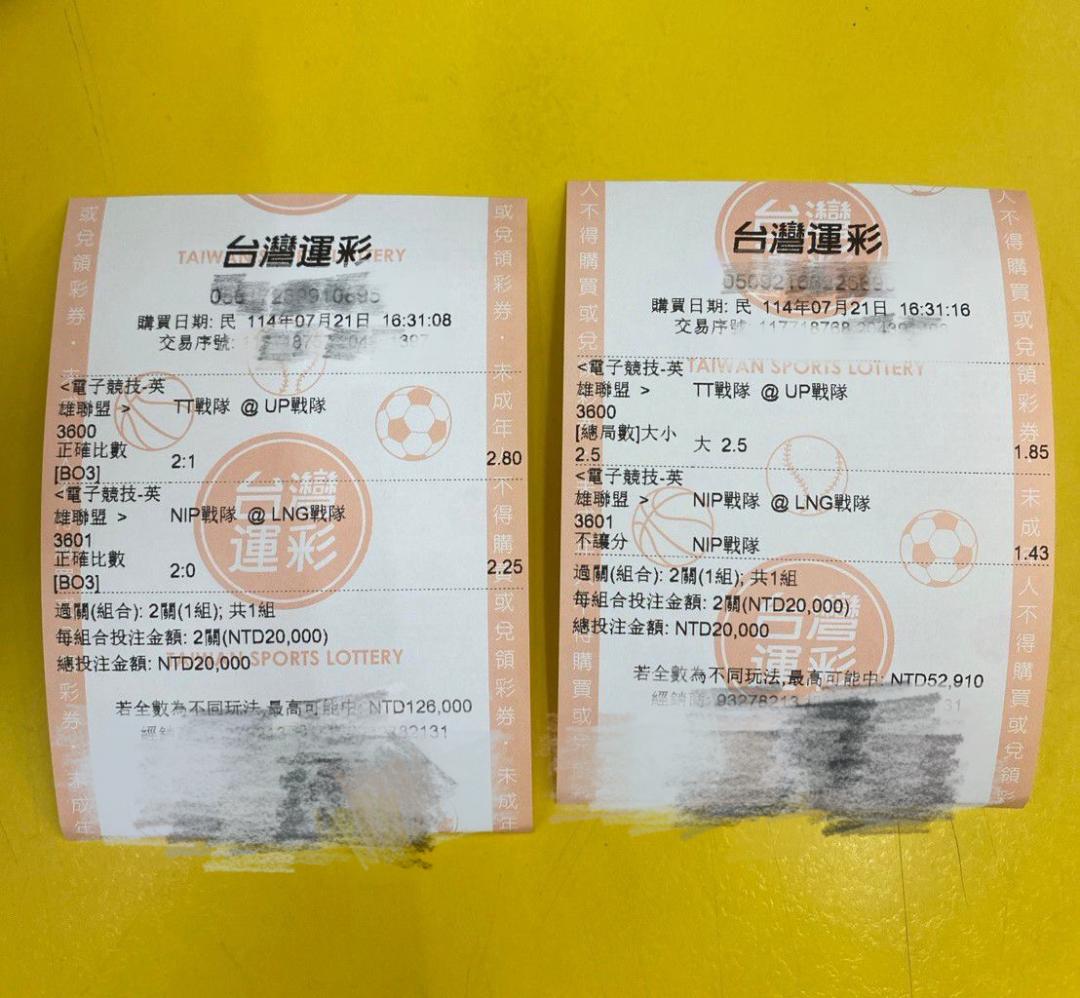 台灣運彩
購買日期: 民 114年07月21日 16:31:08
交易序號:
<電子競技-英
雄聯盟 > TT戰隊 @ UP戰隊
3600
正確比數
[BO3] 2:1 2.80
<電子競技-英
雄聯盟 > NIP戰隊 @ LNG戰隊
3601
正確比數
[BO3] 2:0 2.25
過關(組合): 2關(1組); 共1組
每組合投注金額: 2關(NTD20,000)
總投注金額: NTD20,000
若全數為不同玩法,最高可能中: NTD126,000
TAIWAN SPORTS LOTTERY
台灣
運彩
台灣運彩
購買日期: 民 114年07月21日 16:31:16
交易序號
TAIWAN SPORTS LOTTERY
<電子競技-英
雄聯盟 > TT戰隊 @ UP戰隊
3600
[總局數]大小
2.5 大 2.5 1.85
<電子競技-英
雄聯盟 > NIP戰隊 @ LNG戰隊
3601
不讓分 NIP戰隊 1.43
過關(組合): 2關(1組); 共1組
每組合投注金額: 2關(NTD20,000)
總投注金額: NTD20,000
若全數為不同玩法,最高可能中: NTD52,910
經銷商: 93278213
台灣
運彩